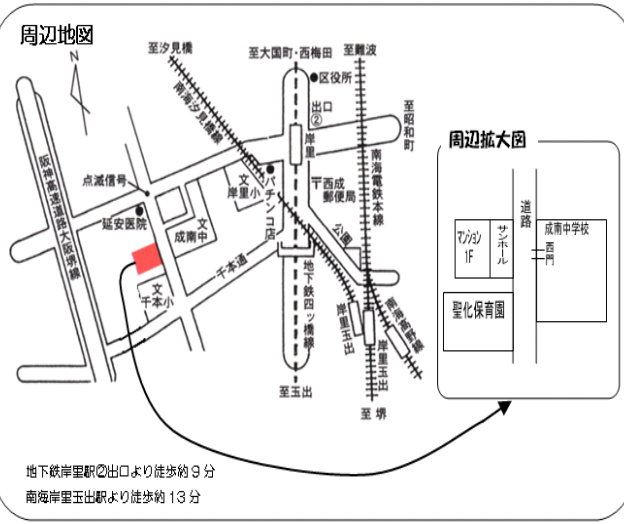 周辺地図
N
至汐見橋
南海汐見橋線
至大国町・西梅田
至難波
●区役所
出口
②
至昭和町
岸里
南海電鉄本線
阪神高速道路大阪堺線
点滅信号
延安医院
文
成南中
文
岸里小
パチンコ店
〒西成
郵便局
公園
文
千本小
千本通
地下鉄四ッ橋線
岸里玉出
岸里玉出
南海高野線
至玉出
至堺
周辺拡大図
道路
マンション
1F
サンホール
成南中学校
西門
聖化保育園
地下鉄岸里駅②出口より徒歩約9分
南海岸里玉出駅より徒歩約13分